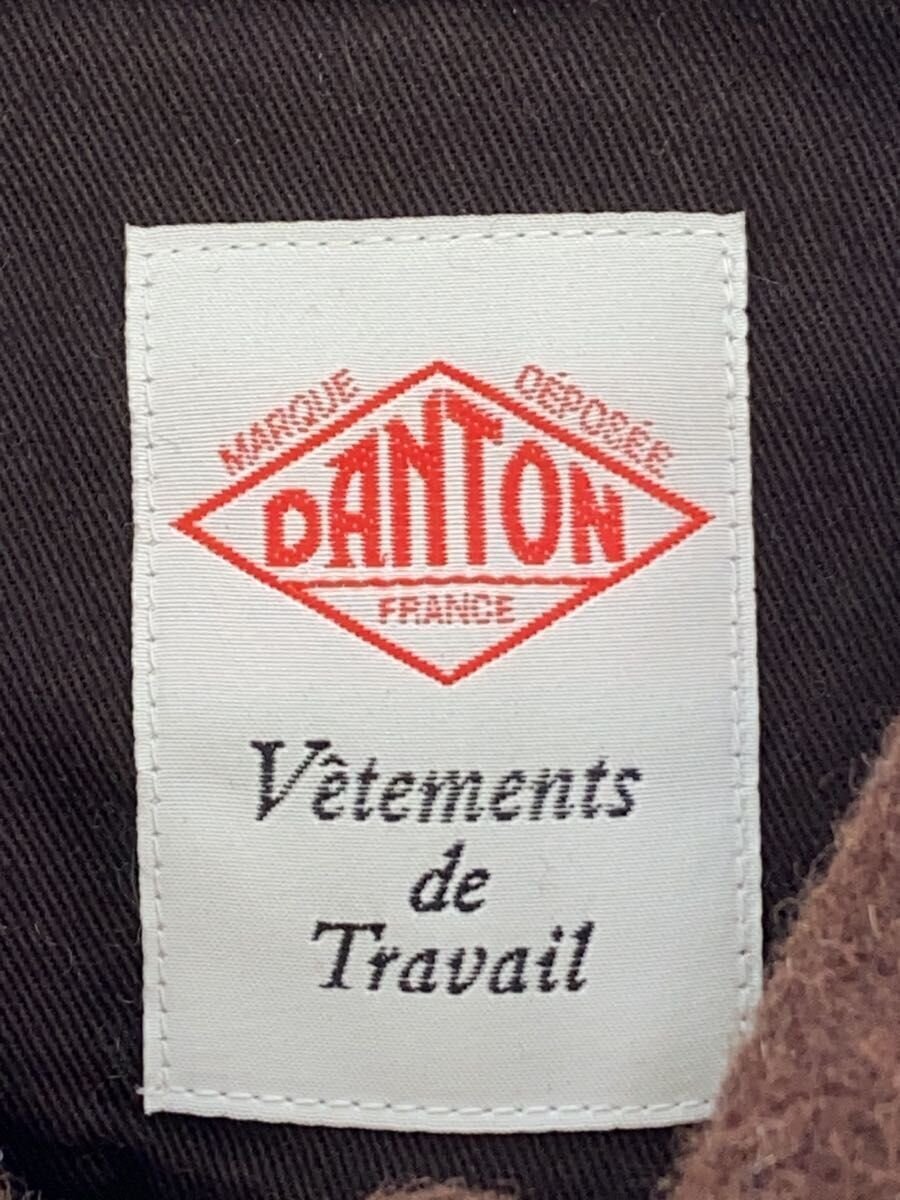 MARQUE DÉPOSÉE
DANTON
FRANCE
Vêtements
de
Travail